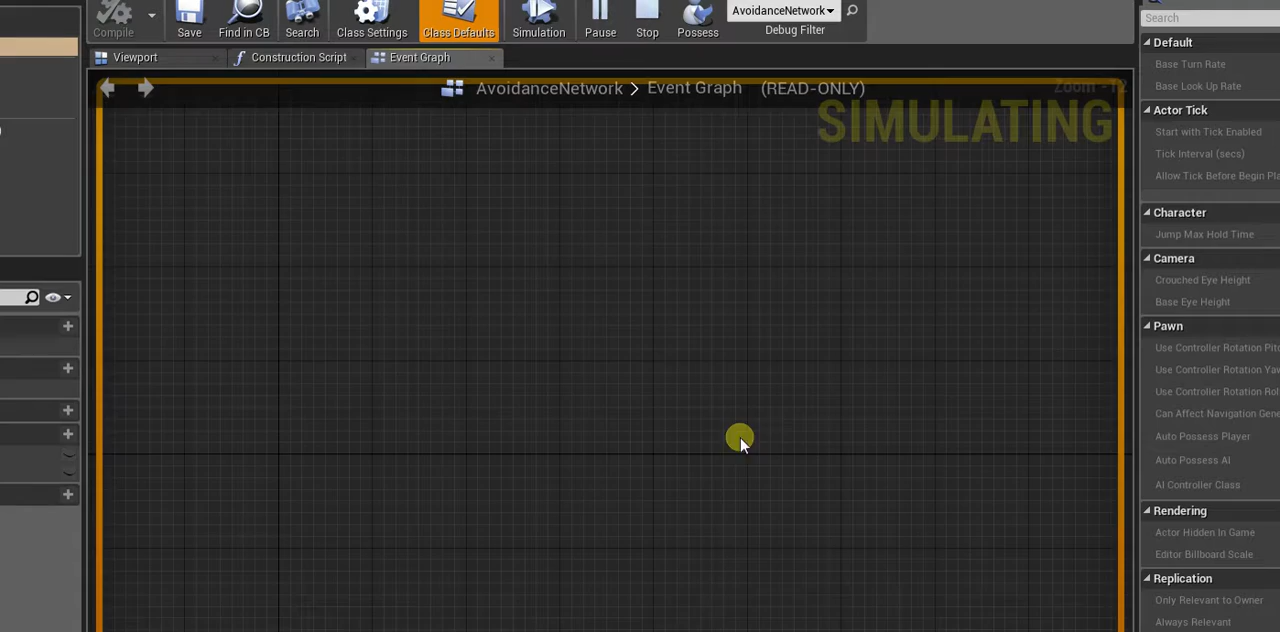 AvoidanceNetwork
Compile
Save
Find in CB
Search
Class Settings
Class Defaults
Simulation
Pause
Stop
Possess
Debug Filter
Search
Viewport
Construction Script
Event Graph
AvoidanceNetwork > Event Graph (READ-ONLY)
Zoom -12
SIMULATING
Default
Base Turn Rate
Base Look Up Rate
Actor Tick
Start with Tick Enabled
Tick Interval (secs)
Allow Tick Before Begin Pla
Character
Jump Max Hold Time
Camera
Crouched Eye Height
Base Eye Height
Pawn
Use Controller Rotation Pitc
Use Controller Rotation Yaw
Use Controller Rotation Rol
Can Affect Navigation Gene
Auto Possess Player
Auto Possess AI
AI Controller Class
Rendering
Actor Hidden In Game
Editor Billboard Scale
Replication
Only Relevant to Owner
Always Relevant